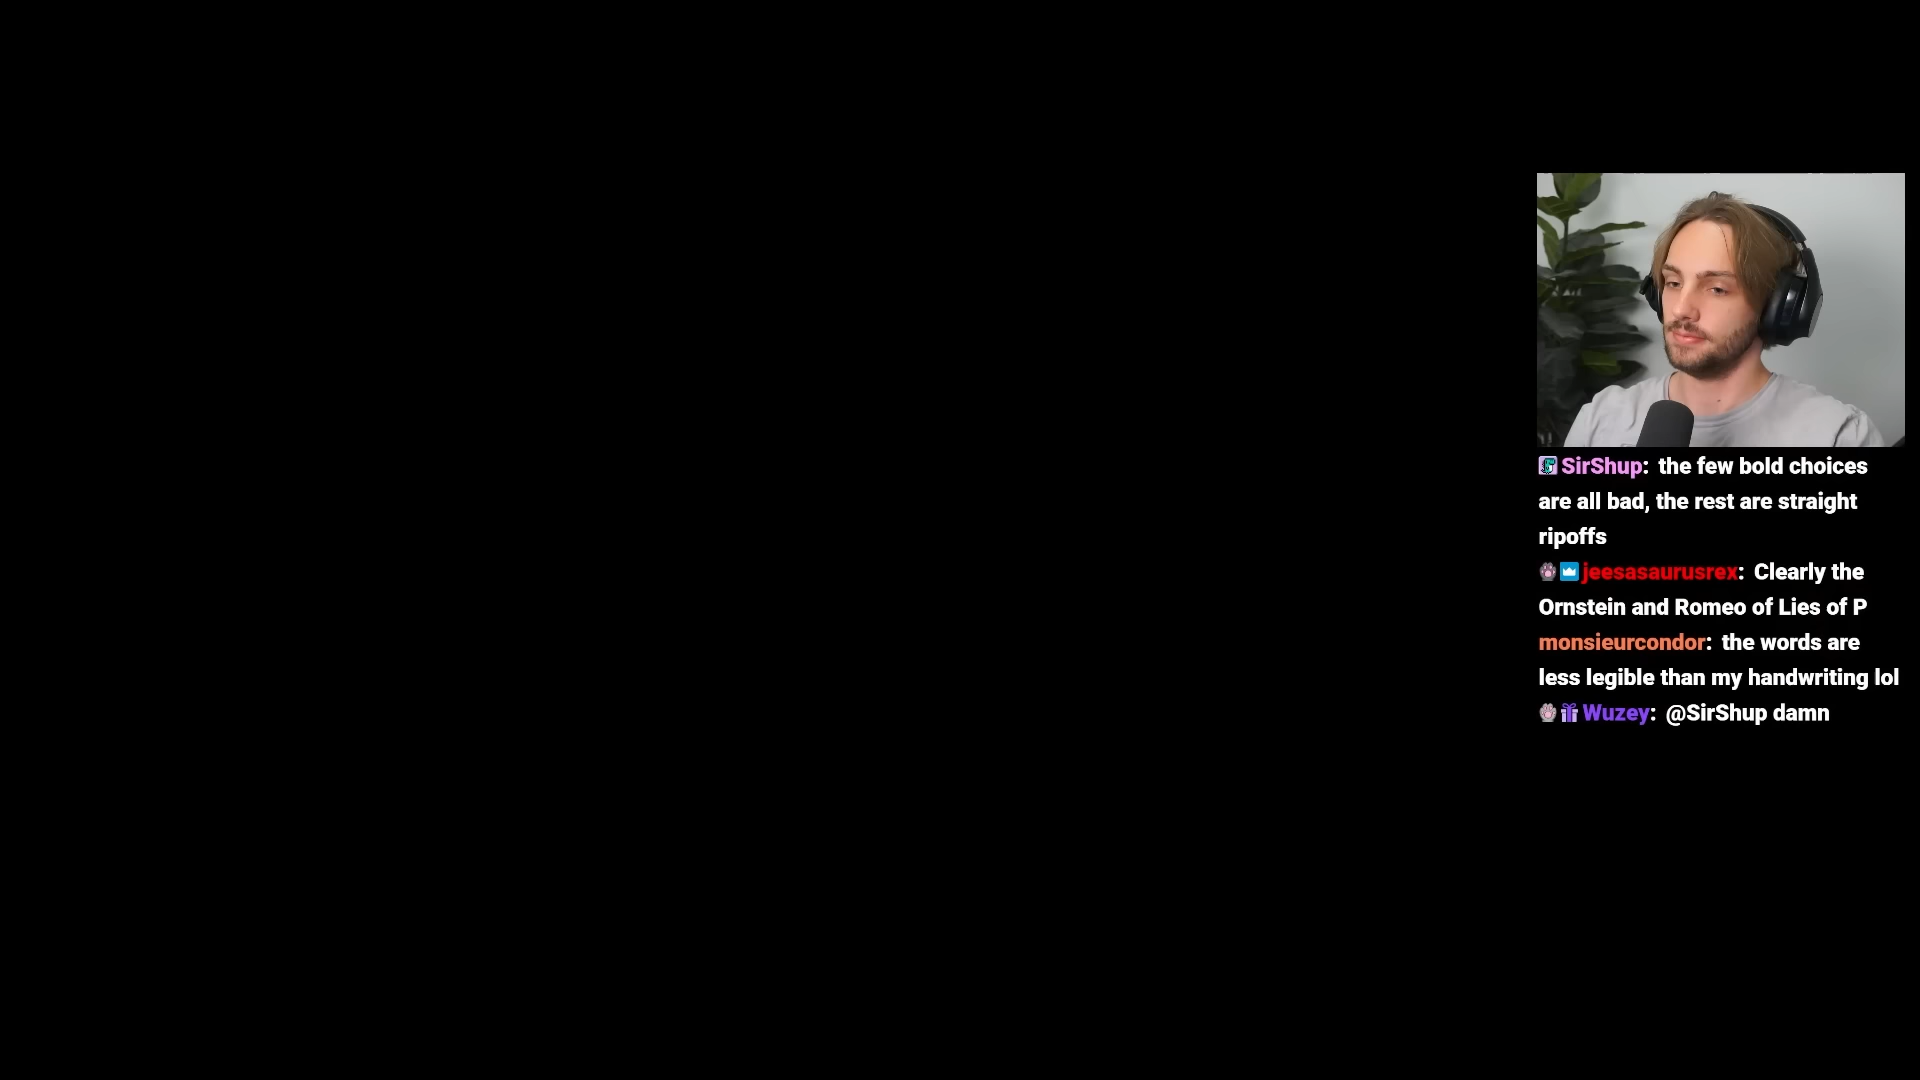 SirShup: the few bold choices
are all bad, the rest are straight
ripoffs
jeesasaurusrex: Clearly the
Ornstein and Romeo of Lies of P
monsieurcondor: the words are
less legible than my handwriting lol
Wuzey: @SirShup damn